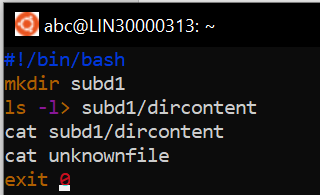 abc@LIN30000313: ~
#!/bin/bash
mkdir subd1
ls -l> subd1/dircontent
cat subd1/dircontent
cat unknownfile
exit 0